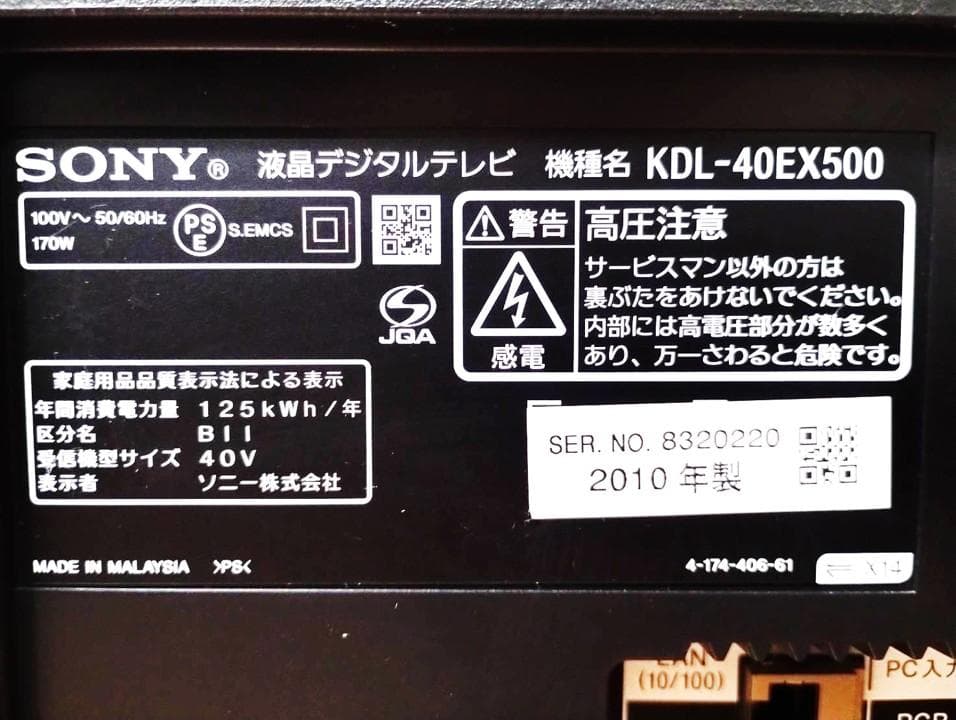 SONY® 液晶デジタルテレビ 機種名 KDL-40EX500
100V～ 50/60Hz
170W
PS
E
S.EMCS
JQA
警告
感電
高圧注意
サービスマン以外の方は
裏ぶたをあけないでください。
内部には高電圧部分が数多く
あり、万一さわると危険です。
家庭用品品質表示法による表示
年間消費電力量 125kWh/年
区分名 BII
受信機型サイズ 40V
表示者 ソニー株式会社
SER. NO. 8320220
2010 年製
MADE IN MALAYSIA >PS<
4-174-406-61
X14
LAN
(10/100)
PC入力